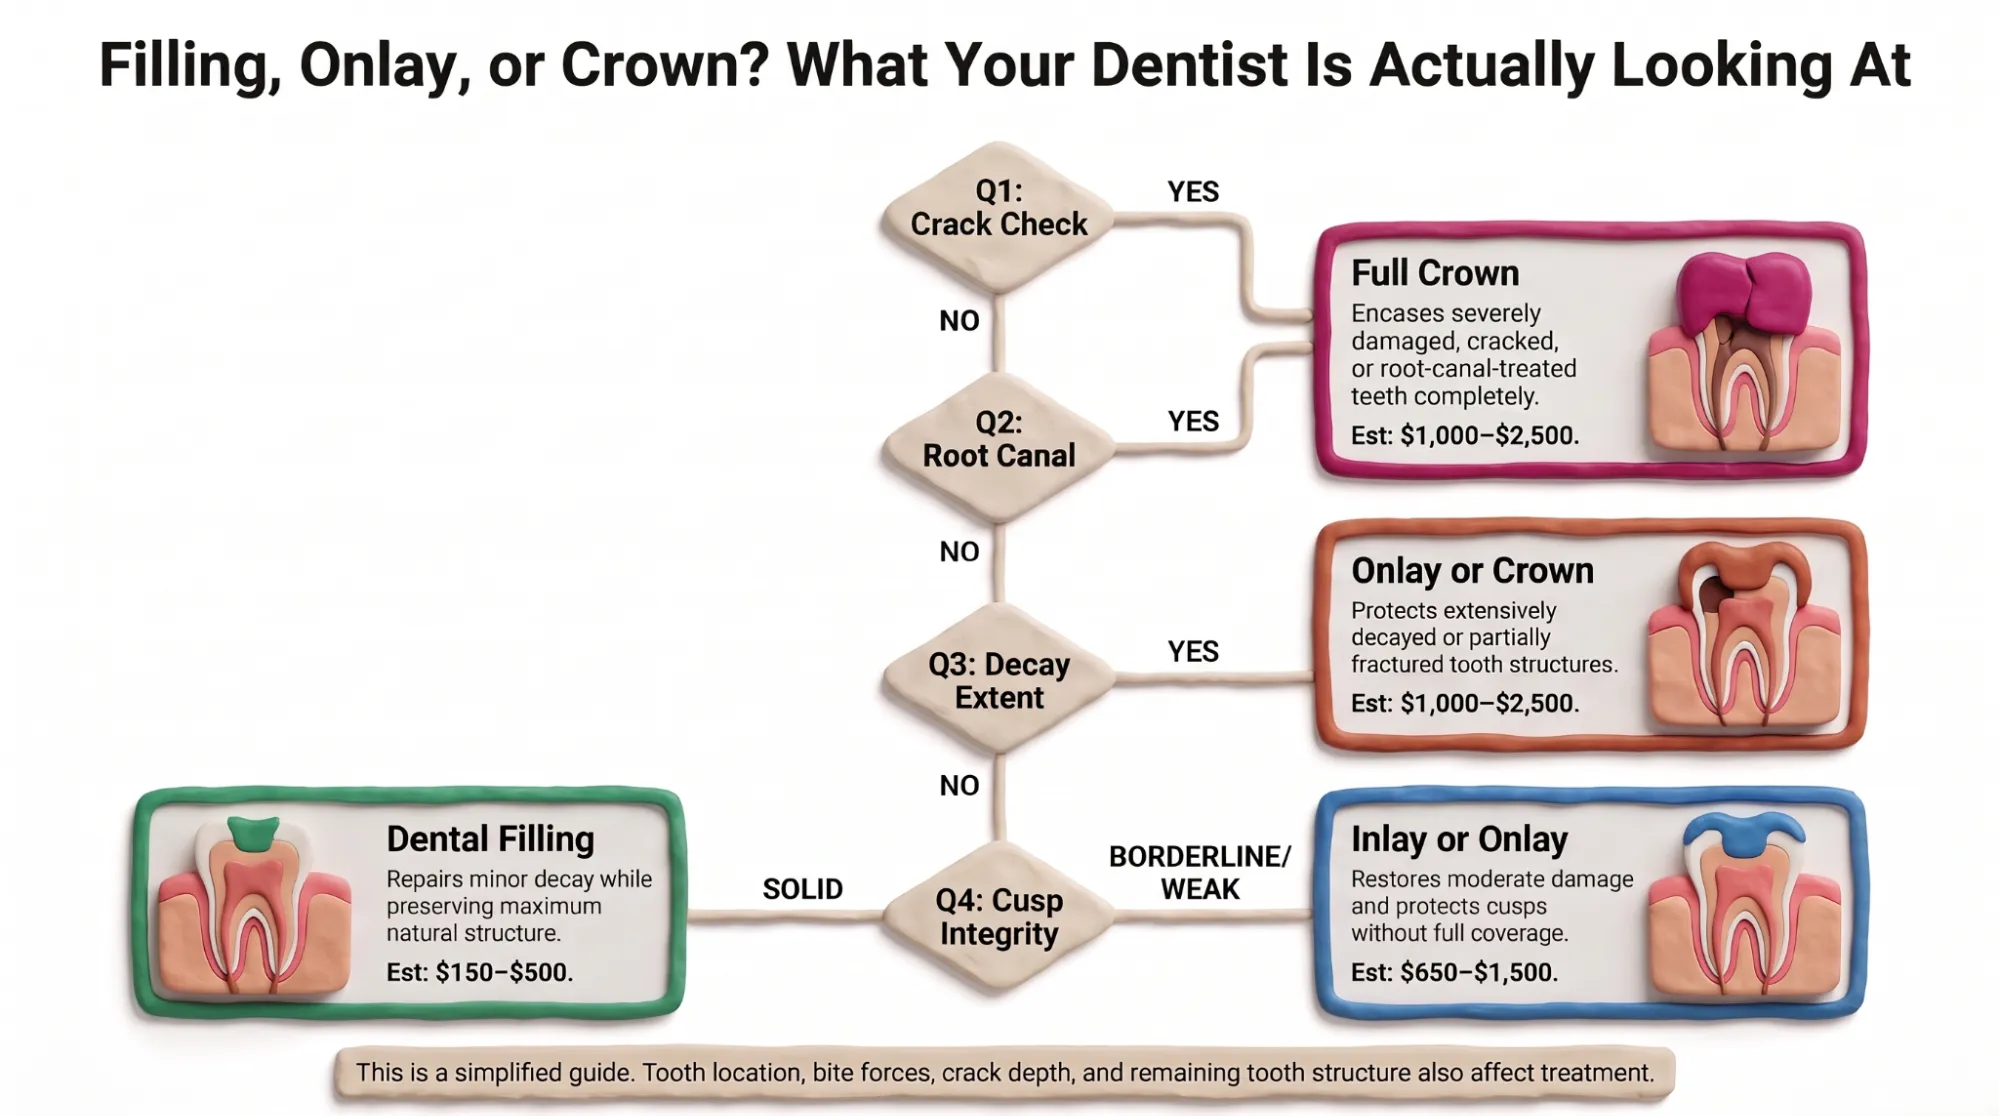 Filling, Onlay, or Crown? What Your Dentist Is Actually Looking At
Q1:
Crack Check
YES
NO
Full Crown
Encases severely
damaged, cracked,
or root-canal-treated
teeth completely.
Est: $1,000–$2,500.
Q2:
Root Canal
YES
NO
Q3: Decay
Extent
YES
NO
Onlay or Crown
Protects extensively
decayed or partially
fractured tooth structures.
Est: $1,000–$2,500.
Q4: Cusp
Integrity
SOLID
BORDERLINE/
WEAK
Dental Filling
Repairs minor decay while
preserving maximum
natural structure.
Est: $150–$500.
Inlay or Onlay
Restores moderate damage
and protects cusps
without full coverage.
Est: $650–$1,500.
This is a simplified guide. Tooth location, bite forces, crack depth, and remaining tooth structure also affect treatment.